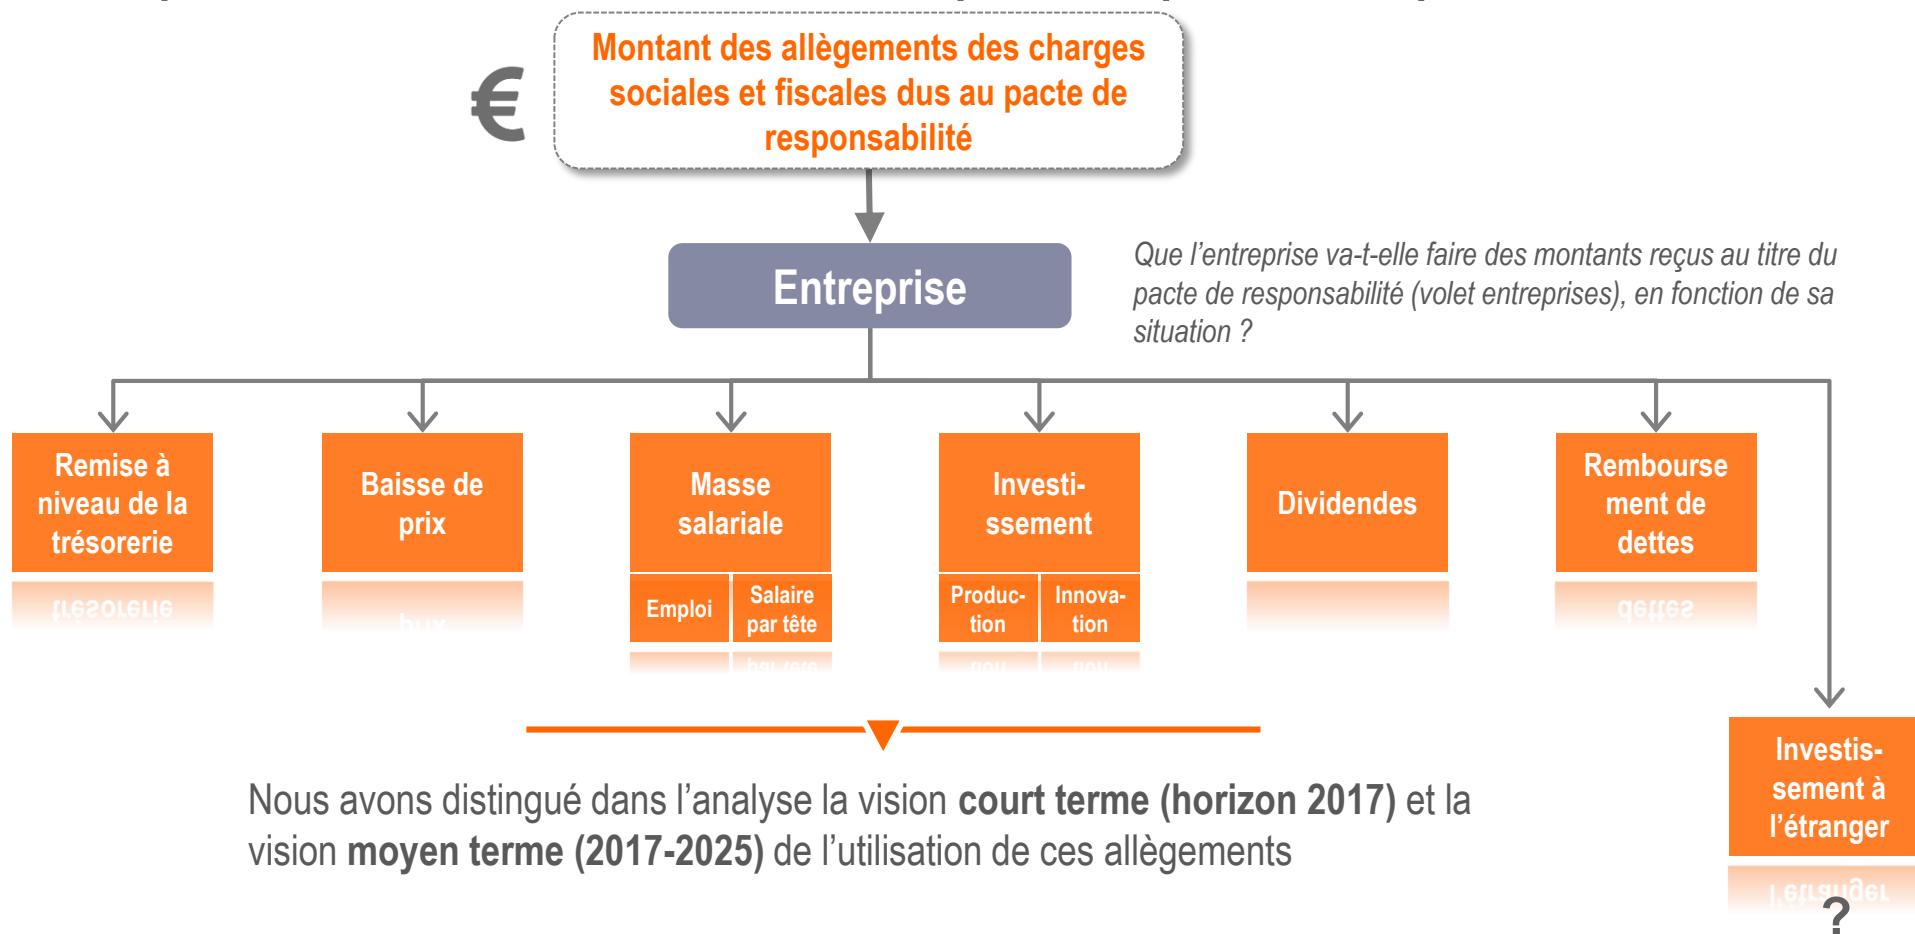 €
Montant des allègements des charges
sociales et fiscales dus au pacte de
responsabilité
Entreprise
Que l’entreprise va-t-elle faire des montants reçus au titre du
pacte de responsabilité (volet entreprises), en fonction de sa
situation ?
Remise à
niveau de la
trésorerie
Baisse de
prix
Masse
salariale
Emploi
Salaire
par tête
Investi-
ssement
Produc-
tion
Innova-
tion
Dividendes
Rembourse
ment de
dettes
Investis-
sement à
l’étranger
?
Nous avons distingué dans l’analyse la vision court terme (horizon 2017) et la
vision moyen terme (2017-2025) de l’utilisation de ces allègements